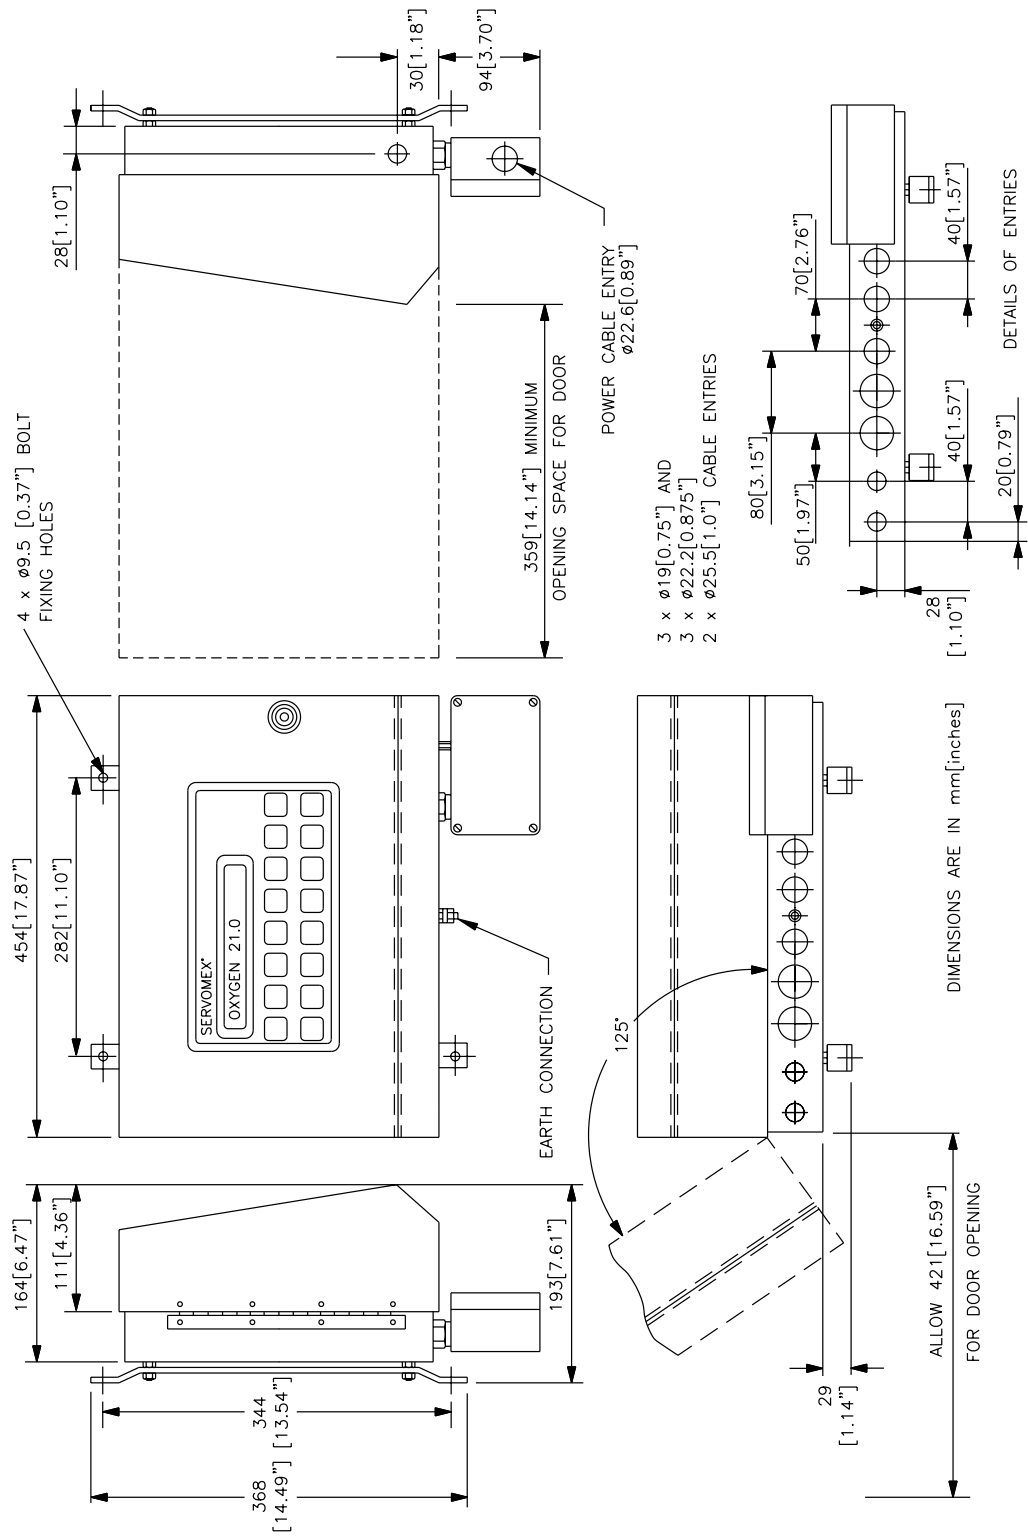 368
[14.49"]
344
[13.54"]
164[6.47"]
111[4.36"]
193[7.61"]
454[17.87"]
282[11.10"]
4 x ø9.5 [0.37"] BOLT
FIXING HOLES
SERVOMEX®
OXYGEN 21.0
EARTH CONNECTION
28[1.10"]
30[1.18"]
94[3.70"]
359[14.14"] MINIMUM
OPENING SPACE FOR DOOR
POWER CABLE ENTRY
ø22.6[0.89"]
125°
29
[1.14"]
ALLOW 421[16.59"]
FOR DOOR OPENING
DIMENSIONS ARE IN mm[inches]
3 x ø19[0.75"] AND
3 x ø22.2[0.875"]
2 x ø25.5[1.0"] CABLE ENTRIES
80[3.15"]
70[2.76"]
50[1.97"]
28
[1.10"]
40[1.57"]
40[1.57"]
20[0.79"]
DETAILS OF ENTRIES